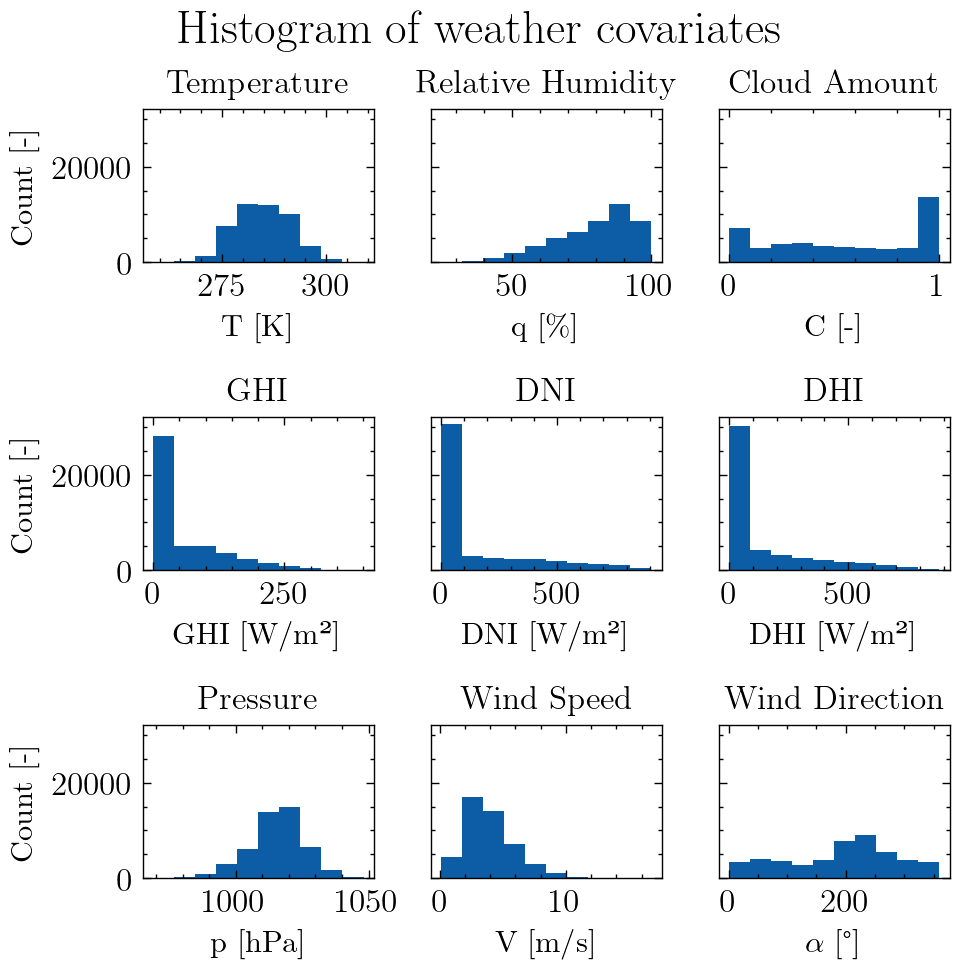 Histogram of weather covariates
Temperature
Relative Humidity
Cloud Amount
Count [-]
20000
0
275 300
50 100
0 1
T [K]
q [%]
C [-]
GHI
DNI
DHI
Count [-]
20000
0
0 250
0 500
0 500
GHI [W/m²]
DNI [W/m²]
DHI [W/m²]
Pressure
Wind Speed
Wind Direction
Count [-]
20000
0
1000 1050
0 10
0 200
p [hPa]
V [m/s]
α [°]